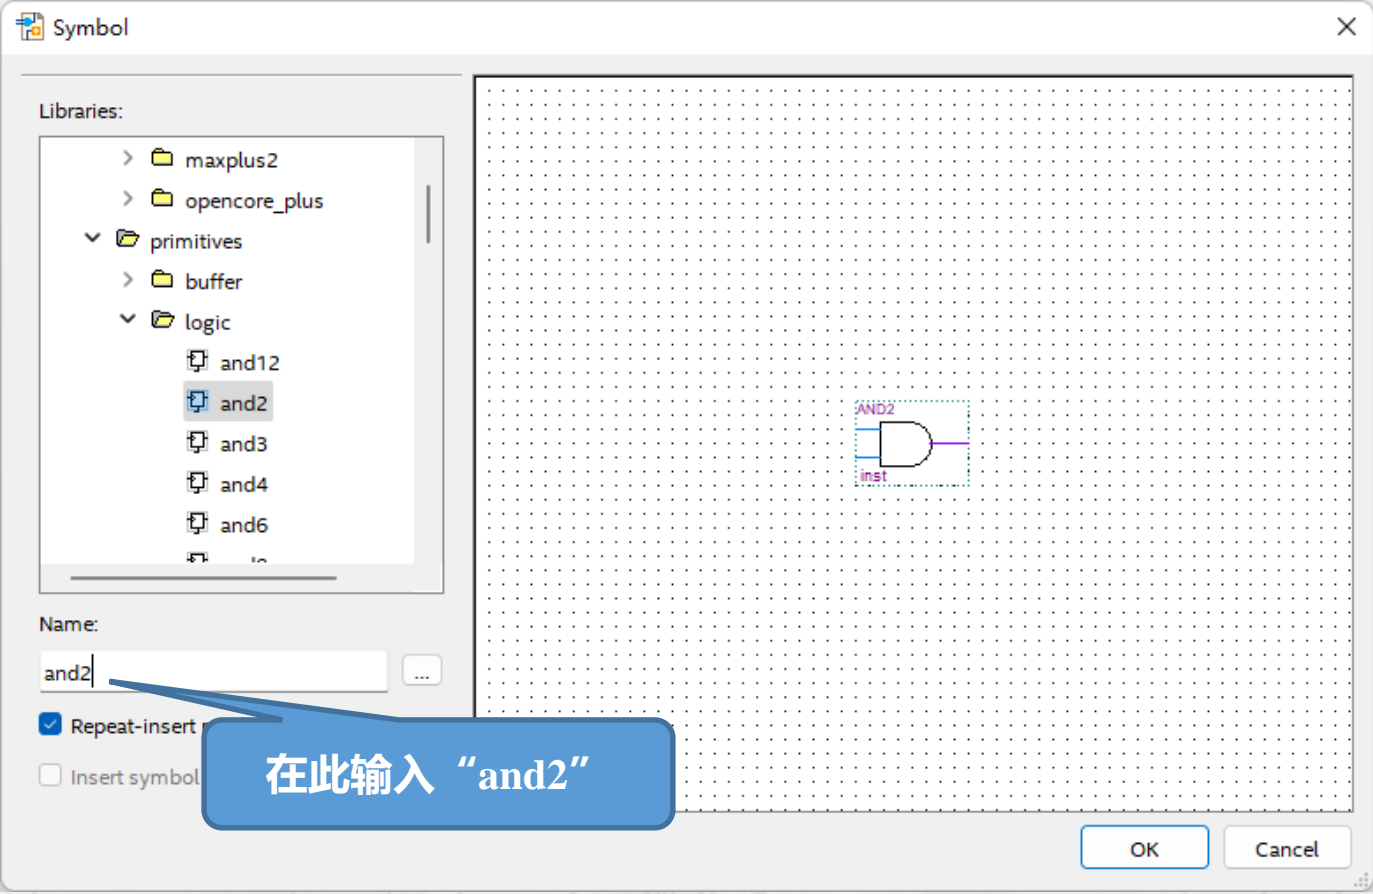 Symbol
Libraries:
maxplus2
opencore_plus
primitives
buffer
logic
and12
and2
and3
and4
and6
AND2
inst
Name:
and2
...
Repeat-insert
Insert symbol
在此输入“and2”
OK
Cancel